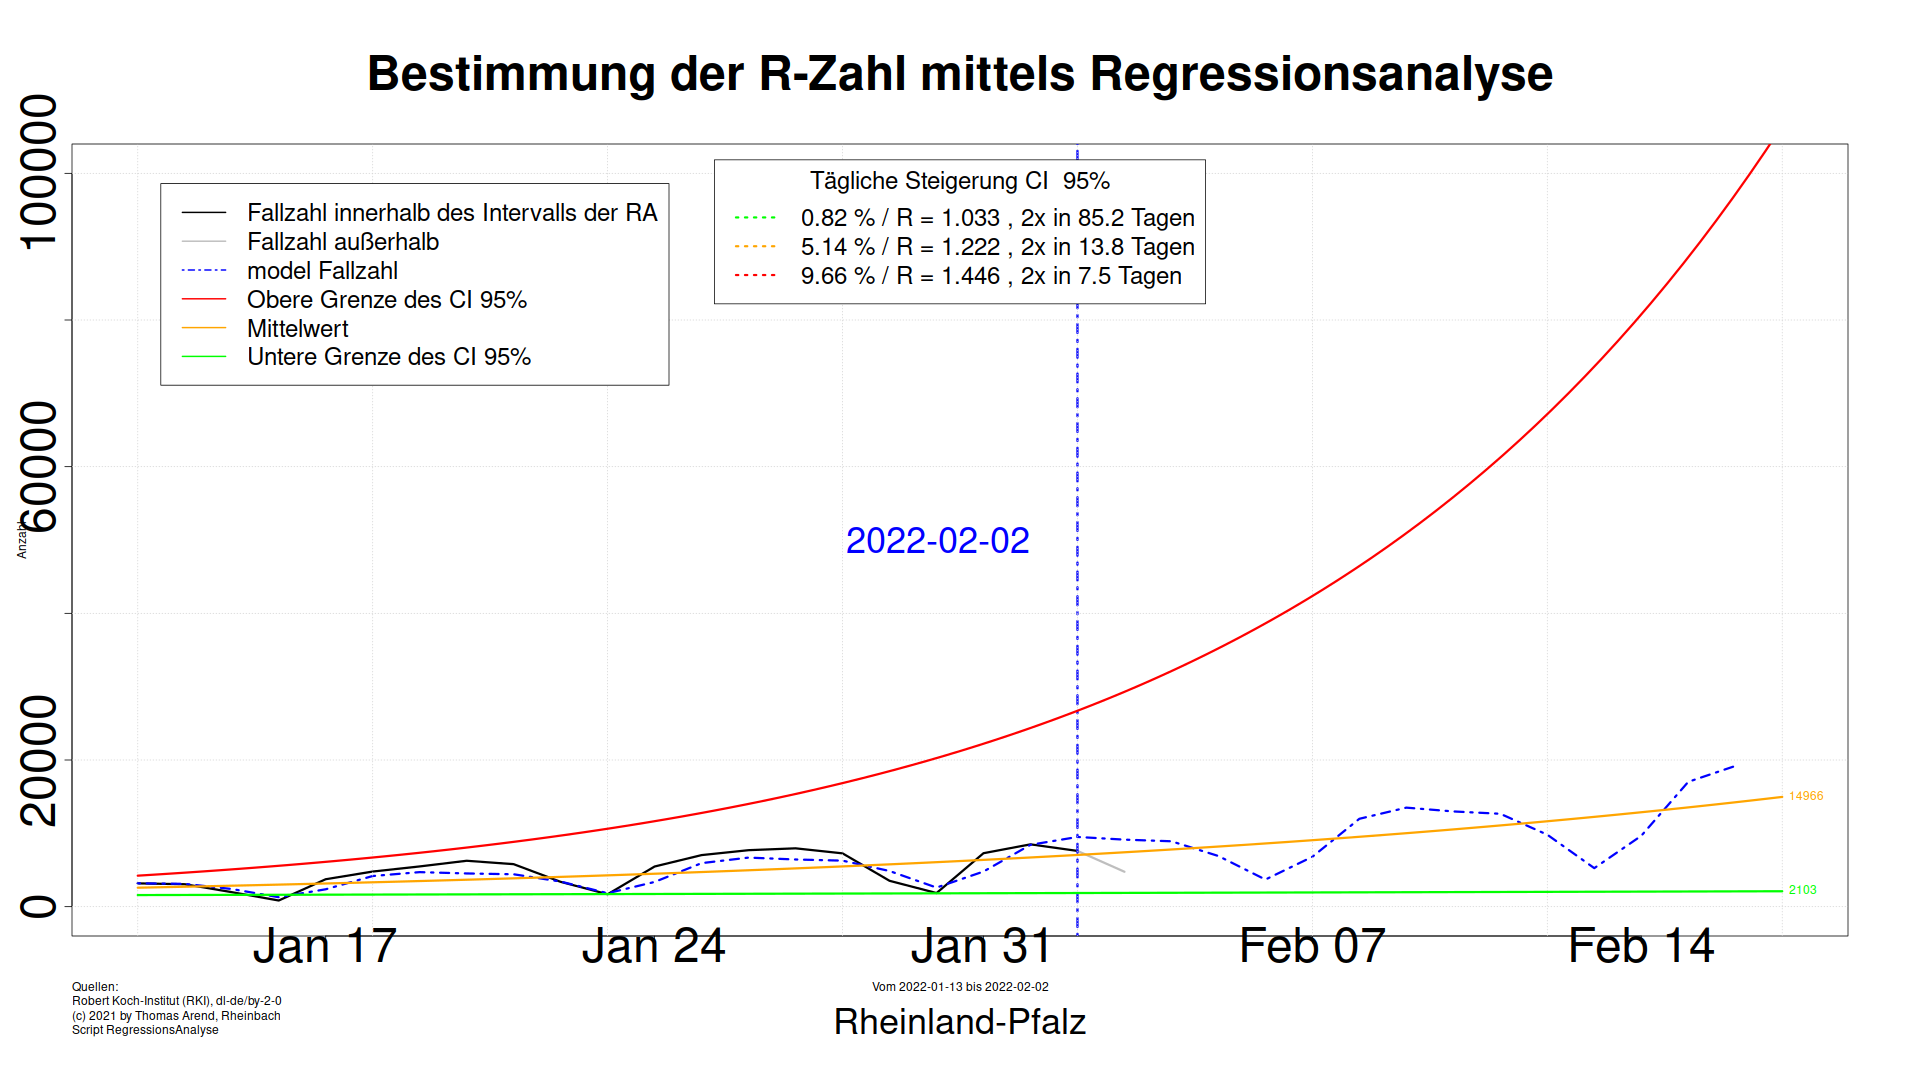 Bestimmung der R-Zahl mittels Regressionsanalyse
Tägliche Steigerung CI  95%
0.82 % / R = 1.033 , 2x in 85.2 Tagen
5.14 % / R = 1.222 , 2x in 13.8 Tagen
9.66 % / R = 1.446 , 2x in 7.5 Tagen
Fallzahl innerhalb des Intervalls der RA
Fallzahl außerhalb
model Fallzahl
Obere Grenze des CI 95%
Mittelwert
Untere Grenze des CI 95%
100000
60000
20000
0
Anzahl
2022-02-02
14966
2103
Jan 17
Jan 24
Jan 31
Feb 07
Feb 14
Quellen:
Robert Koch-Institut (RKI), dl-de/by-2-0
(c) 2021 by Thomas Arend, Rheinbach
Script RegressionsAnalyse
Vom 2022-01-13 bis 2022-02-02
Rheinland-Pfalz